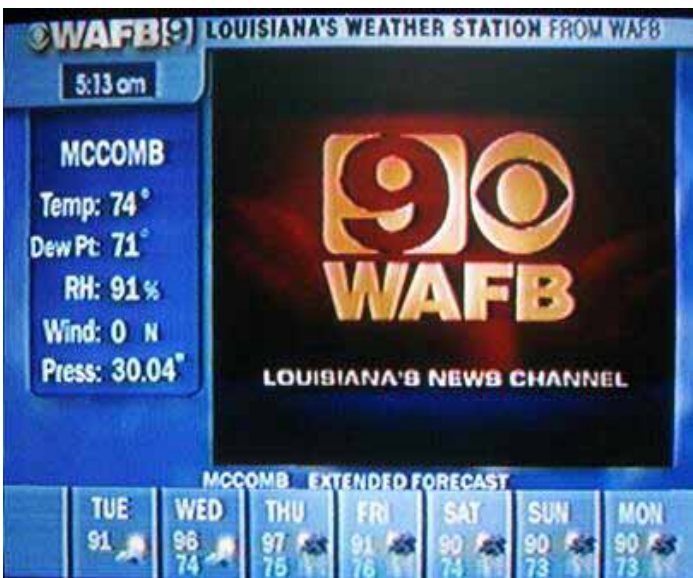 WAFB 9 LOUISIANA'S WEATHER STATION FROM WAFB
5:13 am
MCCOMB
Temp: 74°
Dew Pt: 71°
RH: 91%
Wind: 0 N
Press: 30.04"
9
WAFB
LOUISIANA'S NEWS CHANNEL
MCCOMB EXTENDED FORECAST
TUE WED THU FRI SAT SUN MON
91 96 97 91 90 90 90
74 75 76 74 73 73